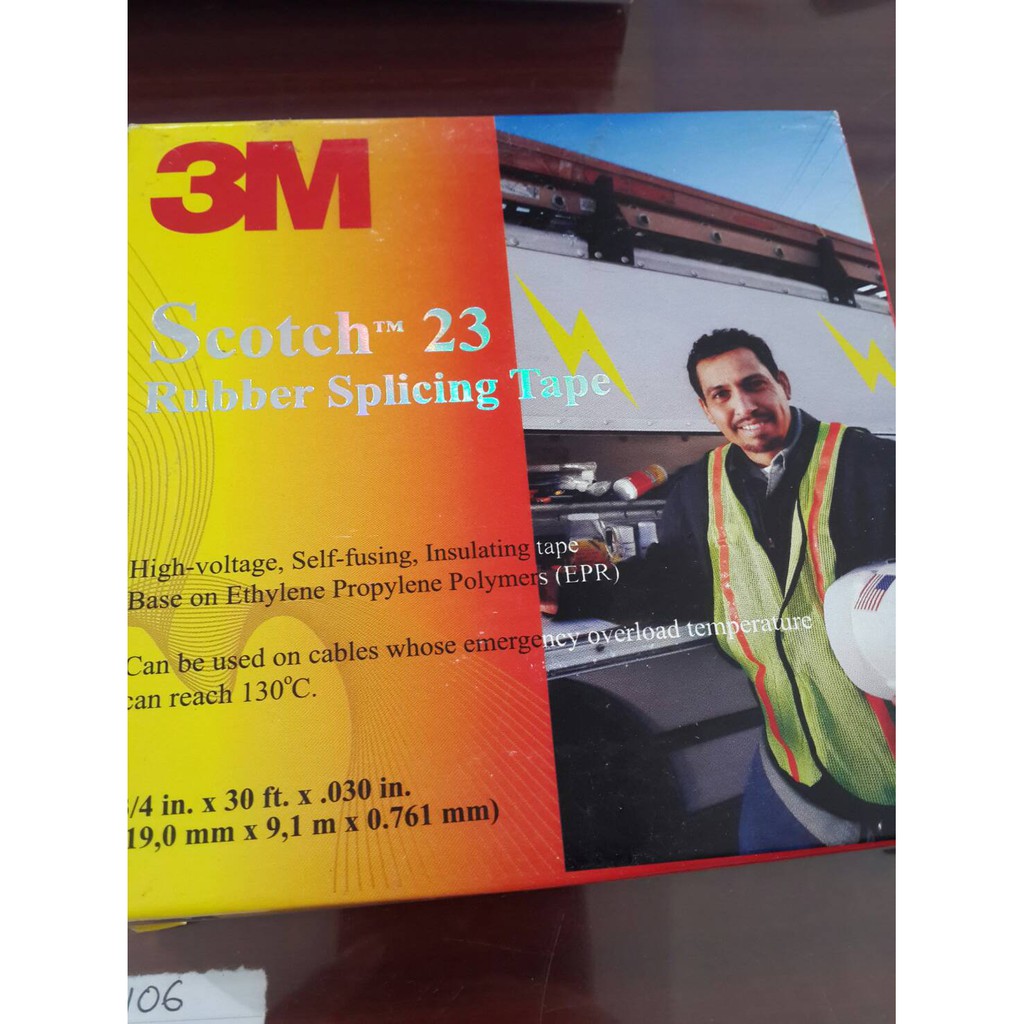 3M
Scotch™ 23
Rubber Splicing Tape
High-voltage, Self-fusing, Insulating tape
Base on Ethylene Propylene Polymers (EPR)
Can be used on cables whose emergency overload temperature
can reach 130°C.
/4 in. x 30 ft. x .030 in.
19,0 mm x 9,1 m x 0.761 mm)
106